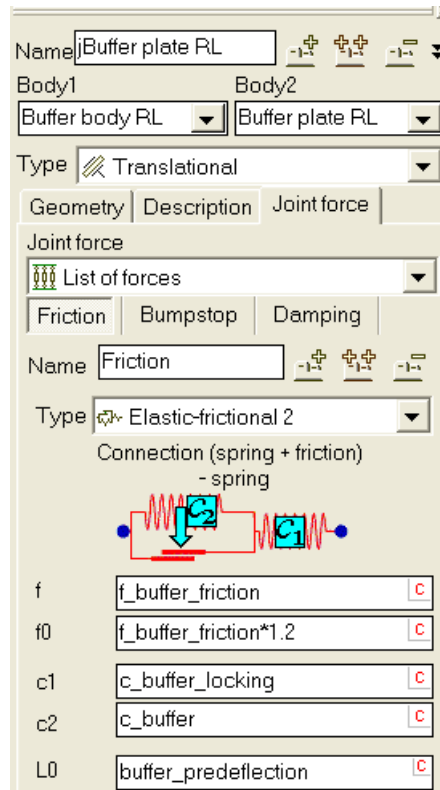 Name jBuffer plate RL
Body1 Body2
Buffer body RL Buffer plate RL
Type Translational
Geometry Description Joint force
Joint force
List of forces
Friction Bumpstop Damping
Name Friction
Type Elastic-frictional 2
Connection (spring + friction)
- spring
C2
C1
f f_buffer_friction C
f0 f_buffer_friction*1.2 C
c1 c_buffer_locking C
c2 c_buffer C
L0 buffer_predeflection C